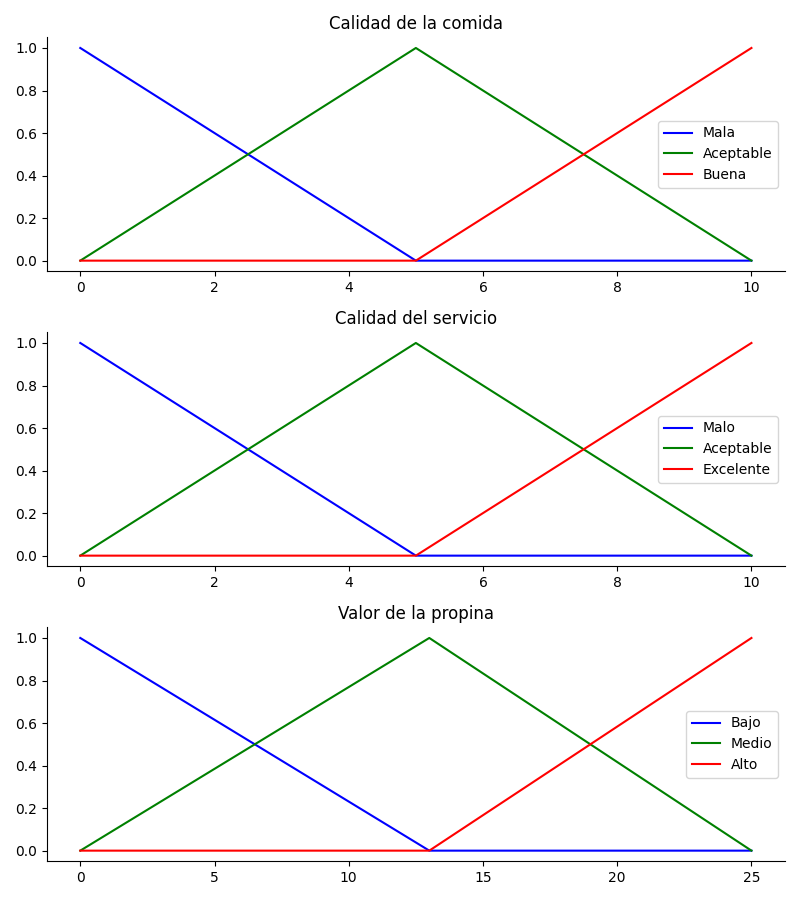 Calidad de la comida
1.0
0.8
0.6
0.4
0.2
0.0
Mala
Aceptable
Buena
0 2 4 6 8 10
Calidad del servicio
1.0
0.8
0.6
0.4
0.2
0.0
Malo
Aceptable
Excelente
0 2 4 6 8 10
Valor de la propina
1.0
0.8
0.6
0.4
0.2
0.0
Bajo
Medio
Alto
0 5 10 15 20 25